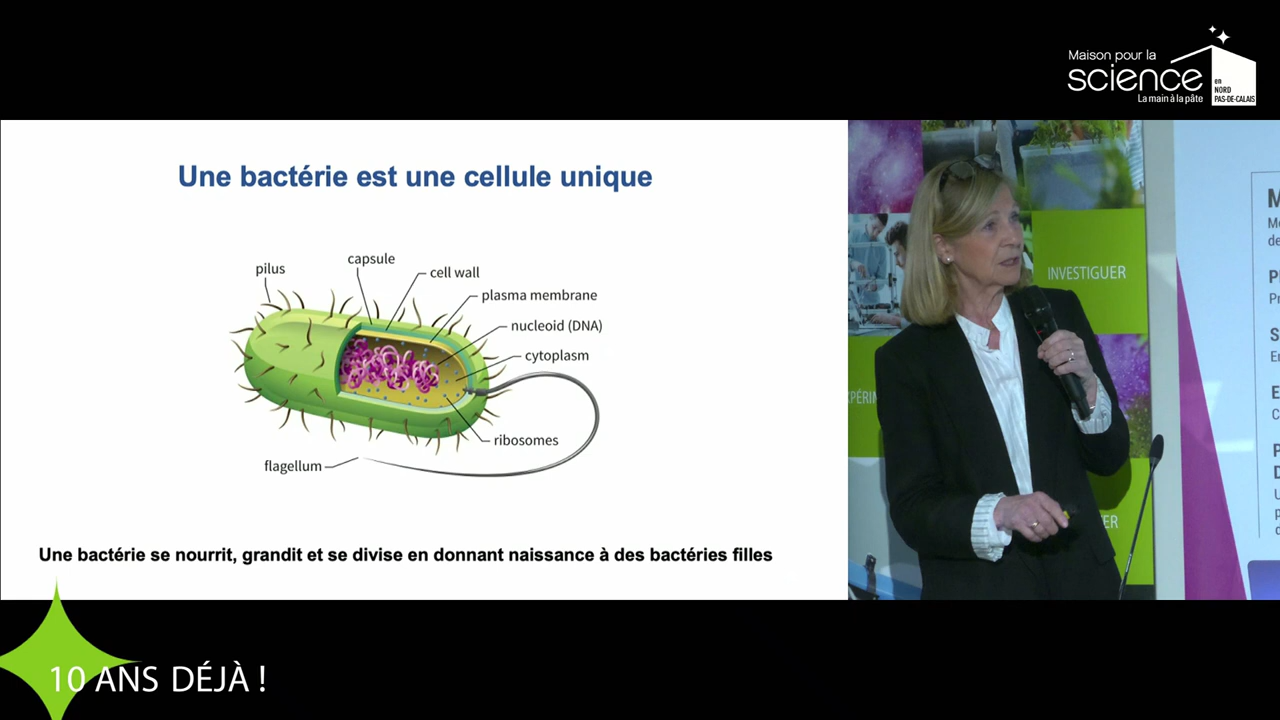 Maison pour la
science
en
NORD
PAS-DE-CALAIS
La main à la pâte
Une bactérie est une cellule unique
pilus
capsule
cell wall
plasma membrane
nucleoid (DNA)
cytoplasm
ribosomes
flagellum
Une bactérie se nourrit, grandit et se divise en donnant naissance à des bactéries filles
INVESTIGUER
10 ANS DÉJÀ !